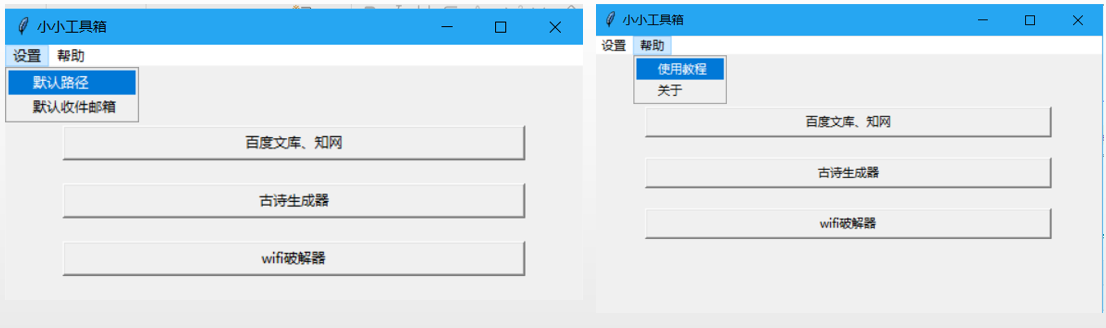 小小工具箱
设置 帮助
默认路径
默认收件邮箱
百度文库、知网
古诗生成器
wifi破解器
小小工具箱
设置 帮助
使用教程
关于
百度文库、知网
古诗生成器
wifi破解器